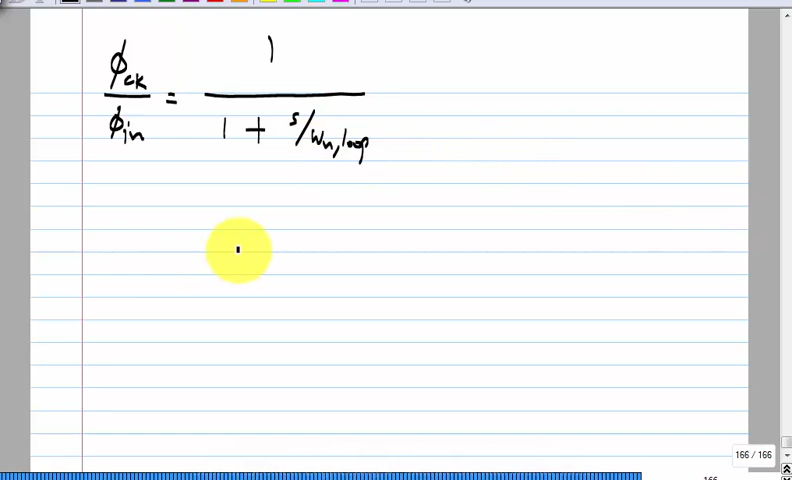 ϕck / ϕin = 1 / (1 + s/ωn,loop)
166 / 166